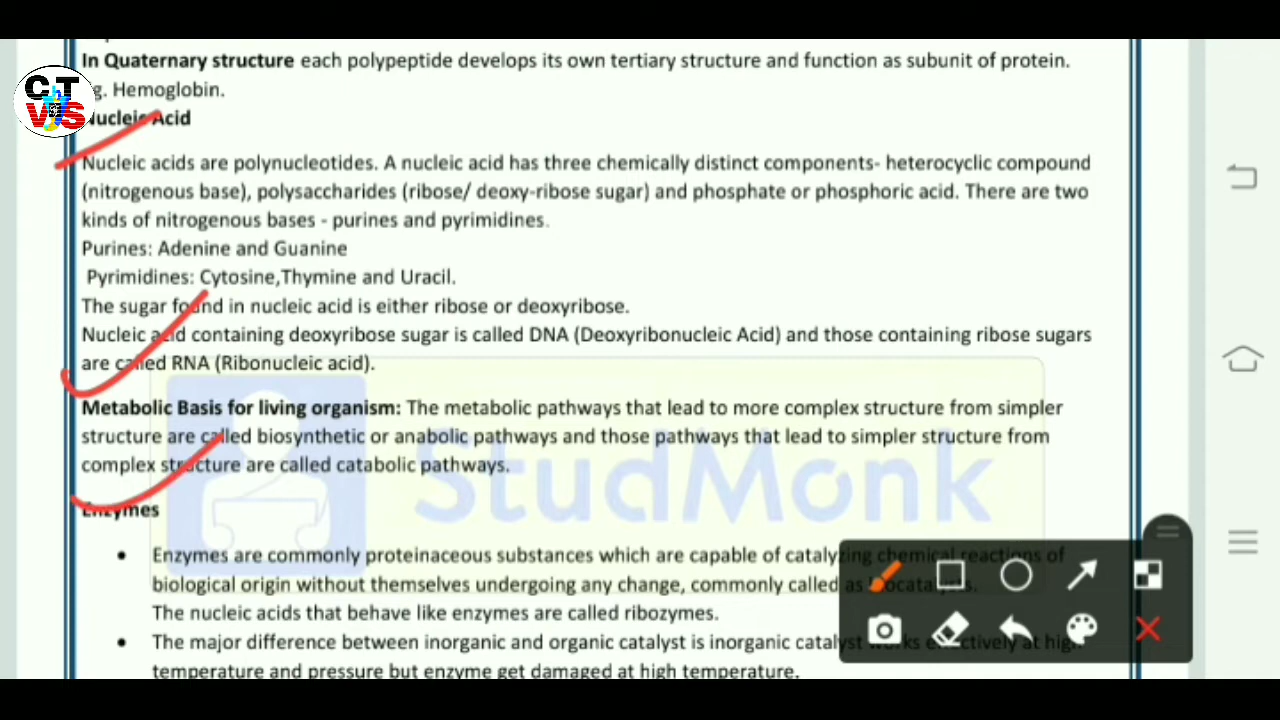 In Quaternary structure each polypeptide develops its own tertiary structure and function as subunit of protein.
g. Hemoglobin.
CT
VJS
Nucleic Acid
Nucleic acids are polynucleotides. A nucleic acid has three chemically distinct components- heterocyclic compound
(nitrogenous base), polysaccharides (ribose/ deoxy-ribose sugar) and phosphate or phosphoric acid. There are two
kinds of nitrogenous bases - purines and pyrimidines.
Purines: Adenine and Guanine
Pyrimidines: Cytosine,Thymine and Uracil.
The sugar found in nucleic acid is either ribose or deoxyribose.
Nucleic acid containing deoxyribose sugar is called DNA (Deoxyribonucleic Acid) and those containing ribose sugars
are called RNA (Ribonucleic acid).
Metabolic Basis for living organism: The metabolic pathways that lead to more complex structure from simpler
structure are called biosynthetic or anabolic pathways and those pathways that lead to simpler structure from
complex structure are called catabolic pathways.
StudMonk
Enzymes
• Enzymes are commonly proteinaceous substances which are capable of catalyzing chemical reactions of
biological origin without themselves undergoing any change, commonly called as biocatalysts.
The nucleic acids that behave like enzymes are called ribozymes.
• The major difference between inorganic and organic catalyst is inorganic catalyst works effectively at high
temperature and pressure but enzyme get damaged at high temperature.